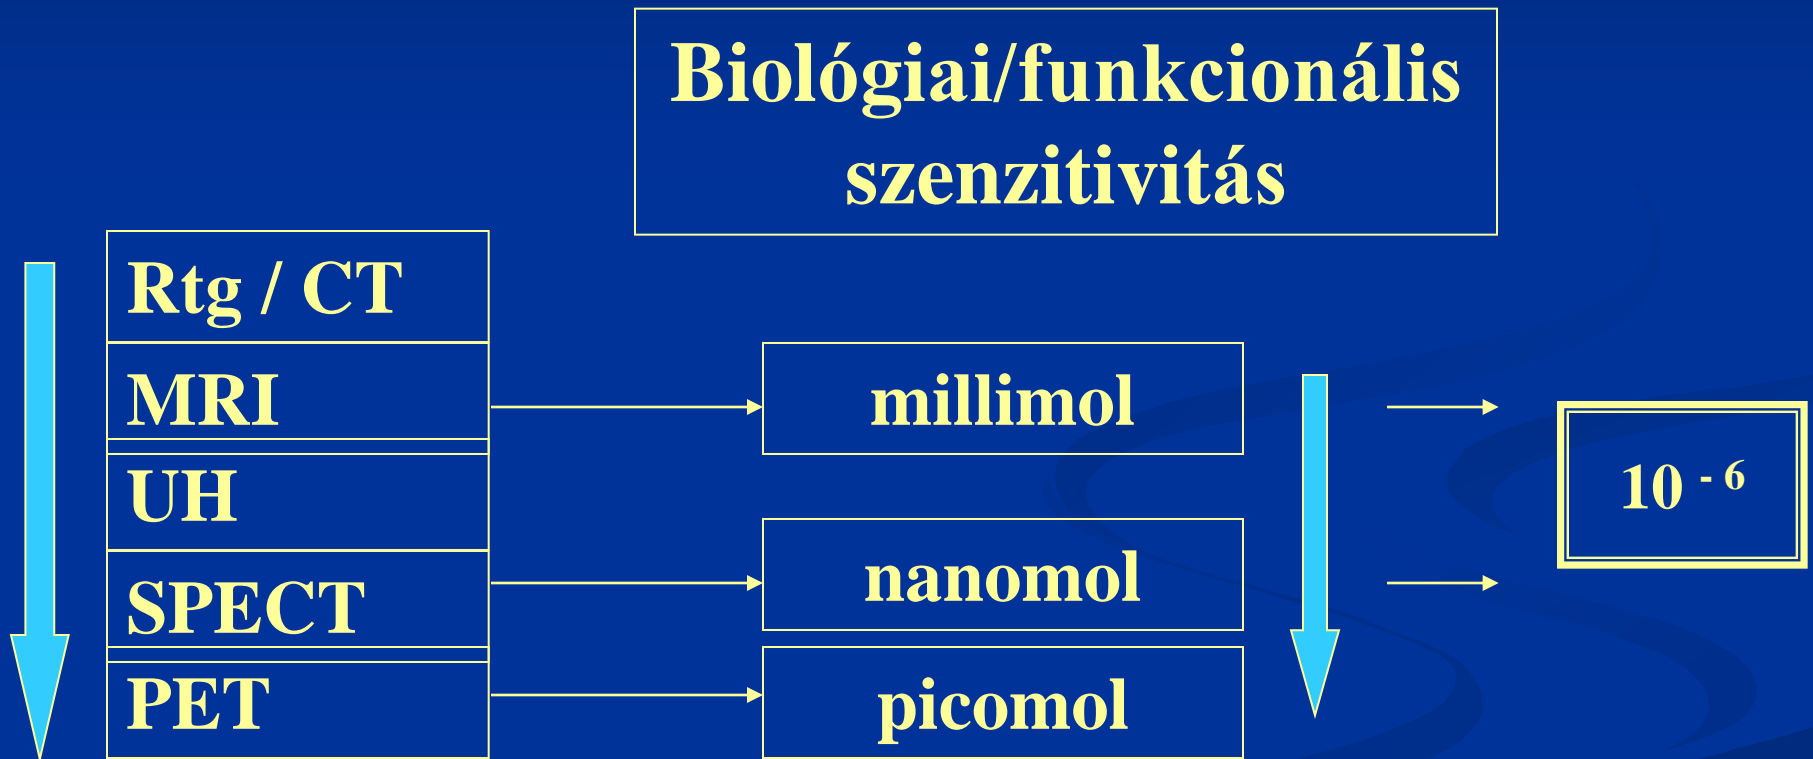 Biológiai/funkcionális
szenzitivitás
Rtg / CT
MRI
UH
SPECT
PET
millimol
nanomol
picomol
10 - 6